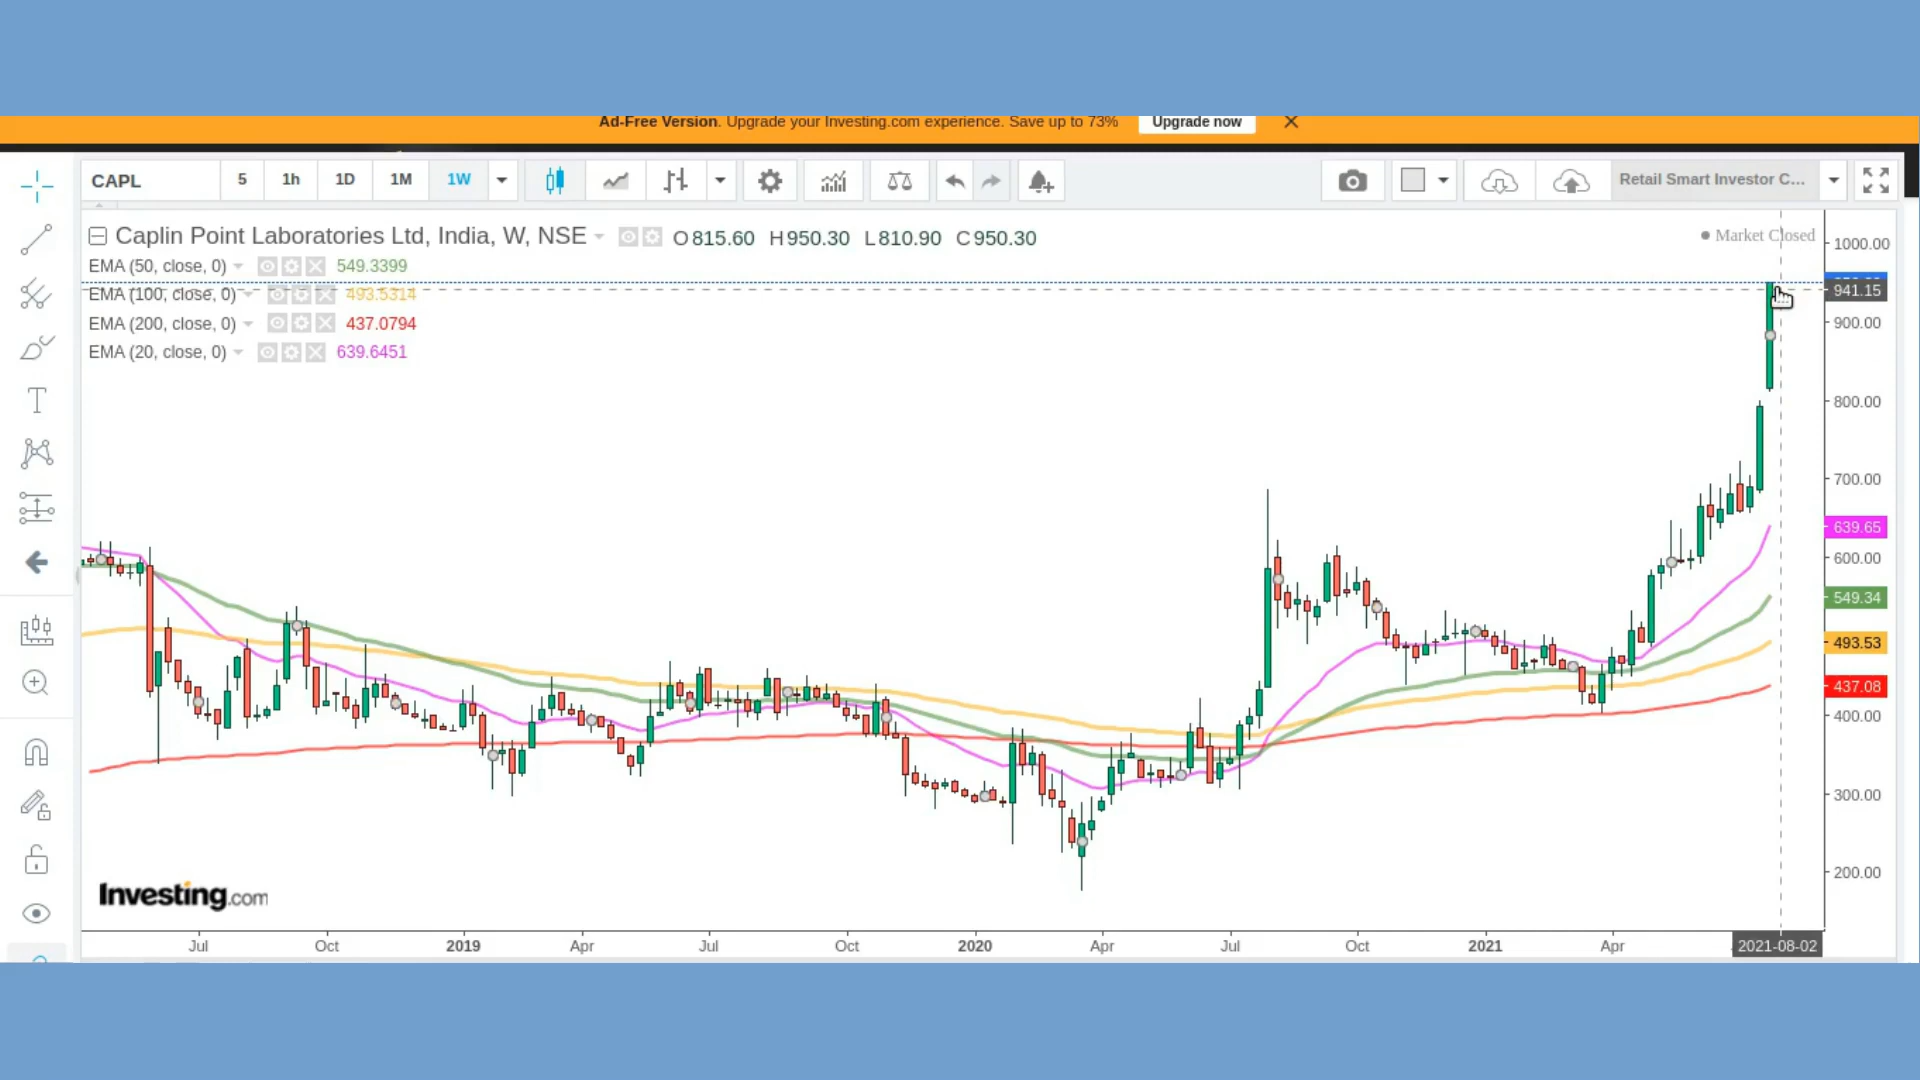 Ad-Free Version. Upgrade your Investing.com experience. Save up to 73% Upgrade now
CAPL 5 1h 1D 1M 1W Retail Smart Investor C...
Caplin Point Laboratories Ltd, India, W, NSE O815.60 H950.30 L810.90 C950.30
Market Closed
EMA (50, close, 0) 549.3399
EMA (100, close, 0) 493.5314
EMA (200, close, 0) 437.0794
EMA (20, close, 0) 639.6451
1000.00
941.15
900.00
800.00
700.00
639.65
600.00
549.34
493.53
437.08
400.00
300.00
200.00
Investing.com
Jul Oct 2019 Apr Jul Oct 2020 Apr Jul Oct 2021 Apr 2021-08-02